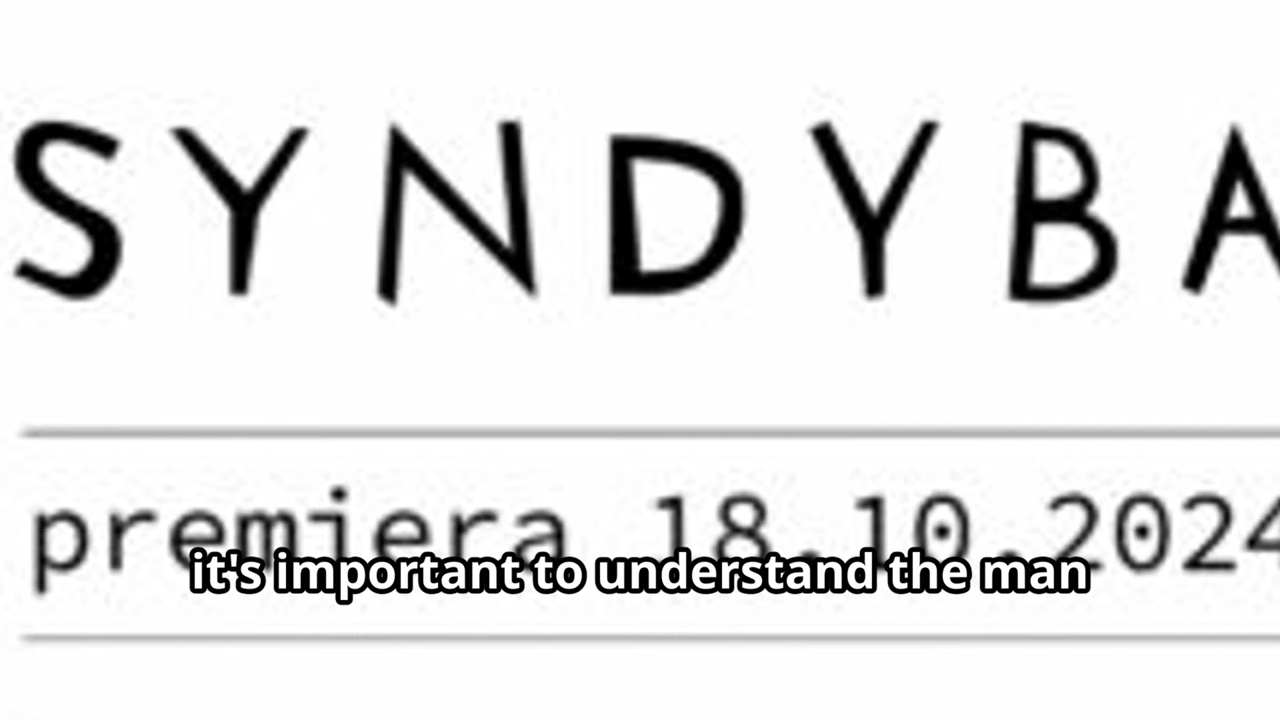 SYNDYBA
premiera 18.10.2024
it's important to understand the man